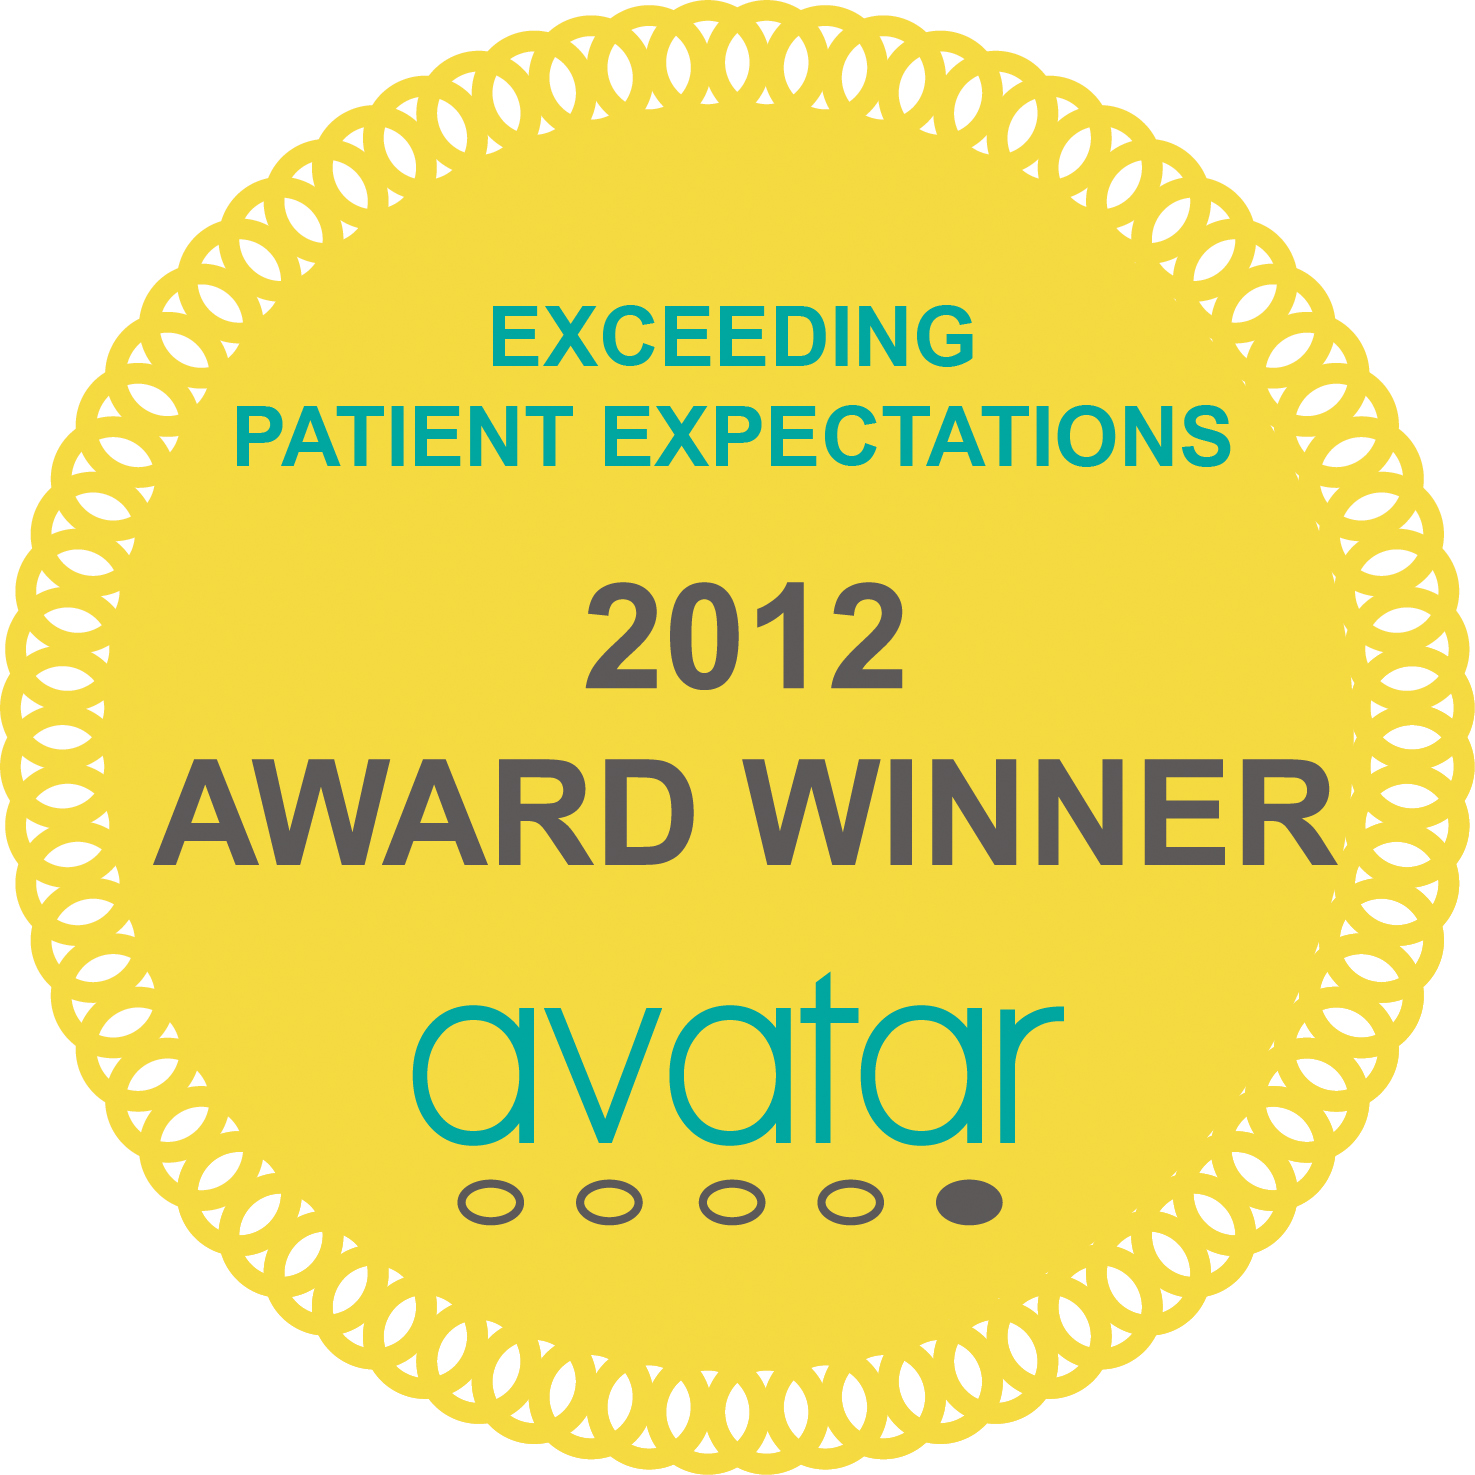 EXCEEDING
PATIENT EXPECTATIONS
2012
AWARD WINNER
avatar